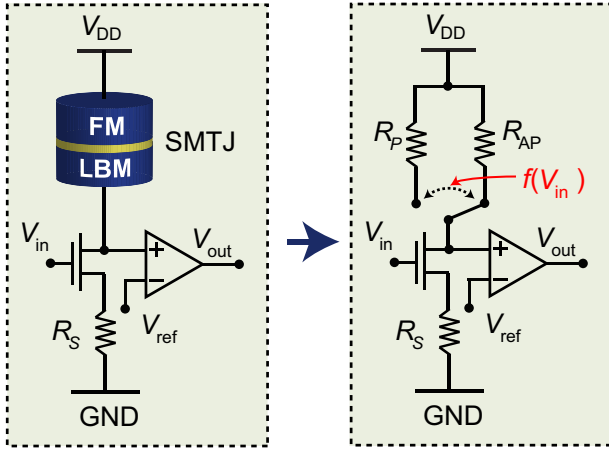 VDD
FM
LBM
SMTJ
Vin
+
−
Vout
Vref
RS
GND
VDD
RP
RAP
f(Vin)
Vin
+
−
Vout
Vref
RS
GND